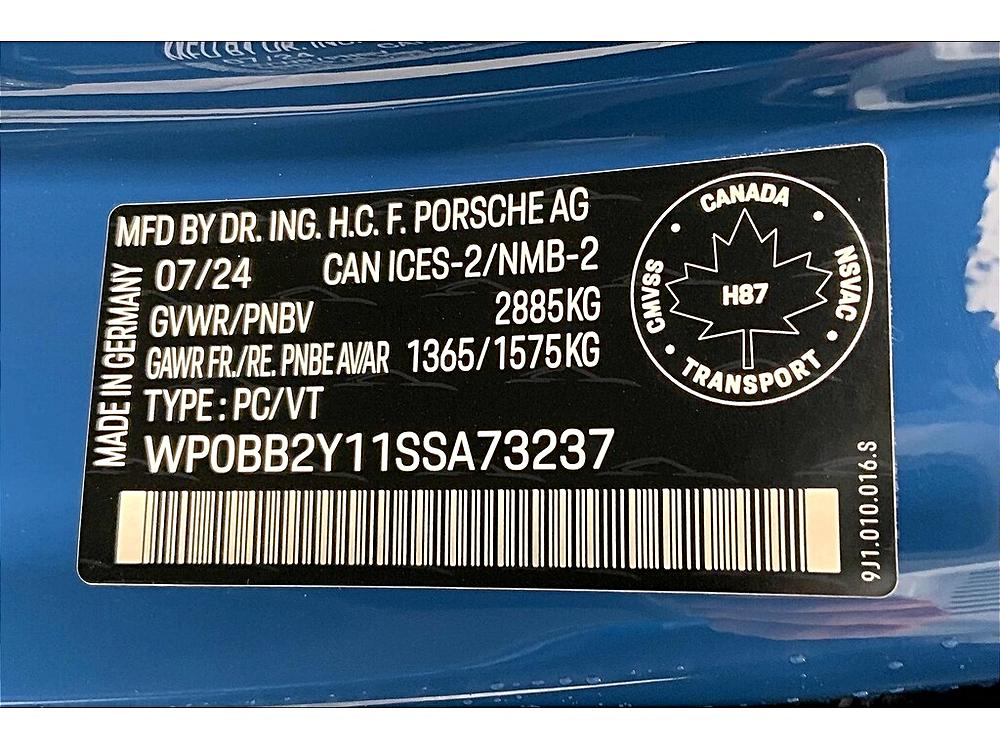 MFD BY DR. ING. H.C. F. PORSCHE AG
07/24 CAN ICES-2/NMB-2
GVWR/PNBV 2885KG
GAWR FR./RE. PNBE AV/AR 1365/1575KG
TYPE : PC/VT
WP0BB2Y11SSA73237
MADE IN GERMANY
CANADA
CMVSS
H87
NSVAC
TRANSPORT
9J1.010.016.S